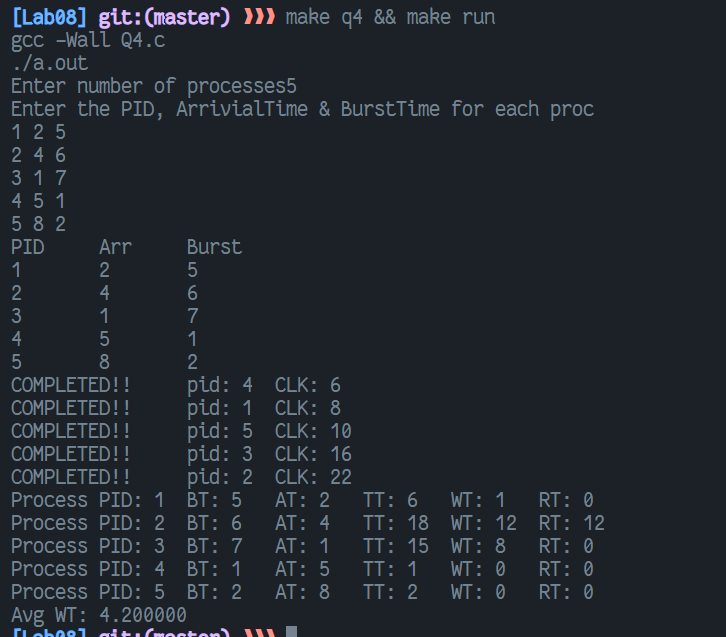 [Lab08] git:(master) ❱❱❱ make q4 && make run
gcc -Wall Q4.c
./a.out
Enter number of processes5
Enter the PID, ArrivialTime & BurstTime for each proc
1 2 5
2 4 6
3 1 7
4 5 1
5 8 2
PID Arr Burst
1 2 5
2 4 6
3 1 7
4 5 1
5 8 2
COMPLETED!! pid: 4 CLK: 6
COMPLETED!! pid: 1 CLK: 8
COMPLETED!! pid: 5 CLK: 10
COMPLETED!! pid: 3 CLK: 16
COMPLETED!! pid: 2 CLK: 22
Process PID: 1 BT: 5 AT: 2 TT: 6 WT: 1 RT: 0
Process PID: 2 BT: 6 AT: 4 TT: 18 WT: 12 RT: 12
Process PID: 3 BT: 7 AT: 1 TT: 15 WT: 8 RT: 0
Process PID: 4 BT: 1 AT: 5 TT: 1 WT: 0 RT: 0
Process PID: 5 BT: 2 AT: 8 TT: 2 WT: 0 RT: 0
Avg WT: 4.200000
[Lab08] git:(master) ❱❱❱